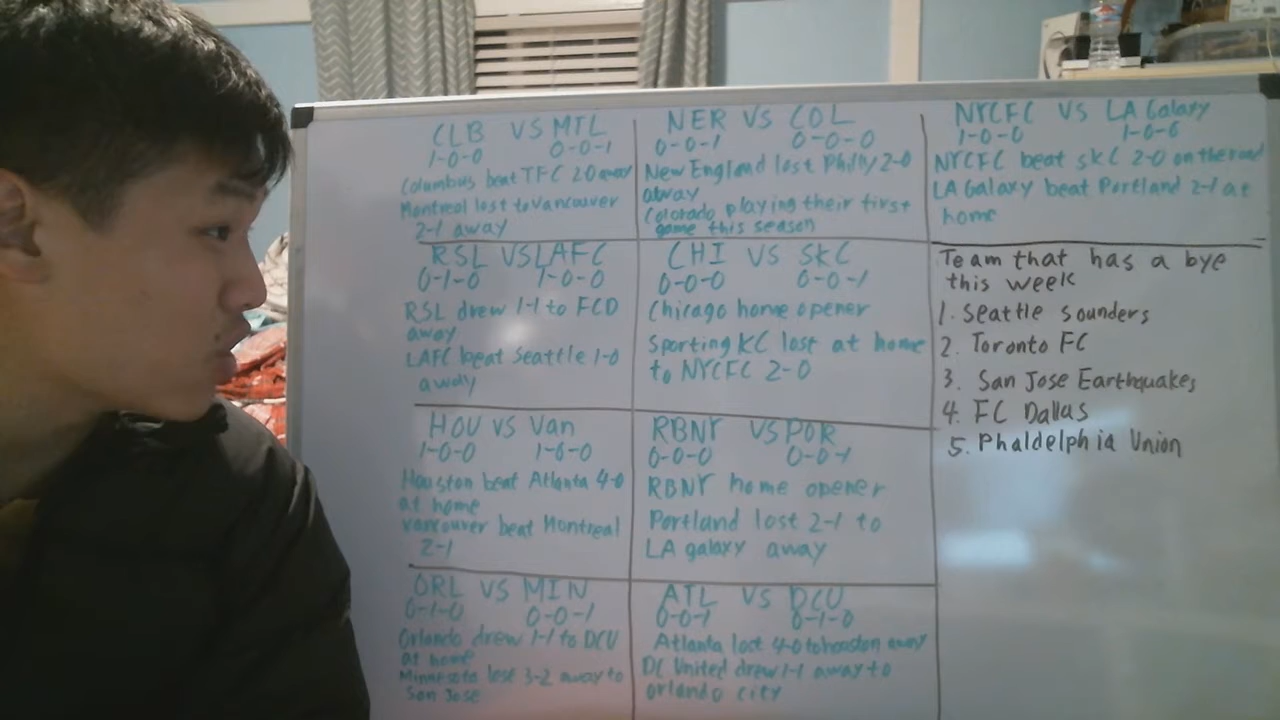 CLB VS MTL
1-0-0 0-0-1
Columbus beat TFC 2-0 away
Montreal lost to Vancouver
2-1 away
NER VS COL
0-0-1 0-0-0
New England lost Philly 2-0
away
Colorado playing their first
game this season
NYCFC VS LA Galaxy
1-0-0 1-0-0
NYCFC beat SKC 2-0 on the road
LA Galaxy beat Portland 2-1 at
home
RSL VS LAFC
0-1-0 1-0-0
RSL drew 1-1 to FCD
away
LAFC beat Seattle 1-0
away
CHI VS SKC
0-0-0 0-0-1
Chicago home opener
Sporting KC lost at home
to NYCFC 2-0
Team that has a bye
this week
1. Seattle sounders
2. Toronto FC
3. San Jose Earthquakes
4. FC Dallas
5. Phaldelphia Union
HOU VS Van
1-0-0 1-0-0
Houston beat Atlanta 4-0
at home
Vancouver beat Montreal
2-1
RBNY VS POR
0-0-0 0-0-1
RBNY home opener
Portland lost 2-1 to
LA galaxy away
ORL VS MIN
0-1-0 0-0-1
Orlando drew 1-1 to DCU
at home
Minnesota lose 3-2 away to
San Jose
ATL VS DCU
0-0-1 0-1-0
Atlanta lost 4-0 to houston away
DC United drew 1-1 away to
orlando city